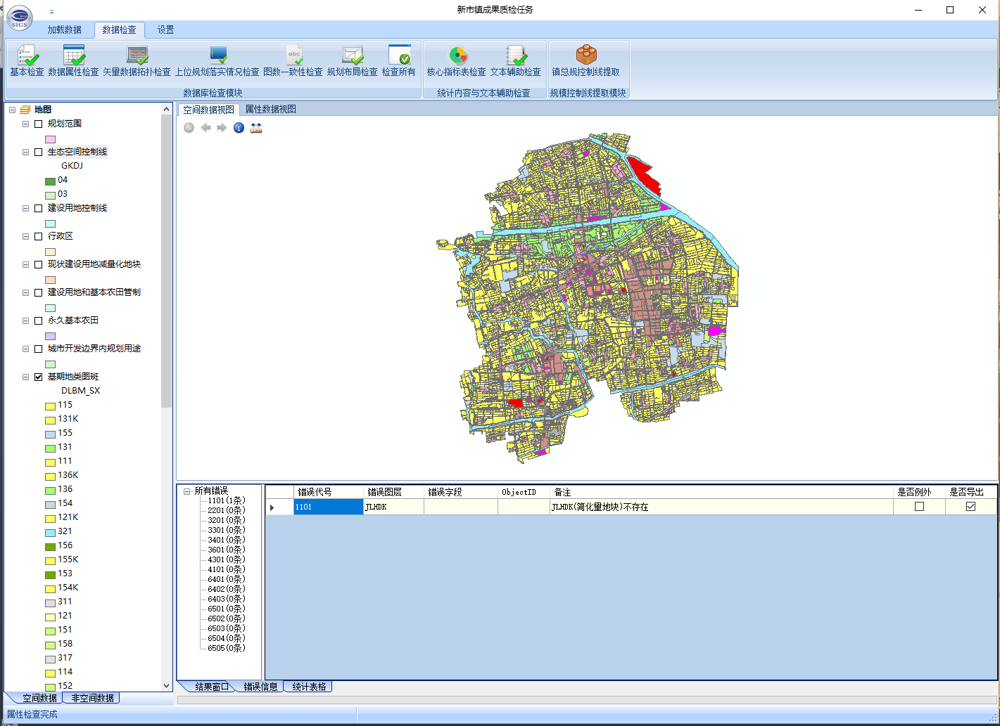 新市镇成果质检任务
SIGS
加载数据 数据检查 设置
基本检查 数据属性检查 矢量数据拓扑检查 上位规划落实情况检查 图数一致性检查 规划布局检查 检查所有 核心指标表检查 文本辅助检查 镇总规控制线提取
abc
数据库检查模块 统计内容与文本辅助检查 规模控制线提取模块
地图
规划范围
生态空间控制线
GKDJ
04
03
建设用地控制线
行政区
现状建设用地减量化地块
建设用地和基本农田管制
永久基本农田
城市开发边界内规划用途
基期地类图斑
DLBM_SX
115
131K
155
131
111
136K
136
154
121K
321
156
155K
153
154K
311
121
151
158
317
114
152
空间数据 非空间数据
空间数据视图 属性数据视图
所有错误
1101(1条)
2201(0条)
3201(0条)
3301(0条)
3401(0条)
3601(0条)
4301(0条)
4101(0条)
6401(0条)
6402(0条)
6403(0条)
6501(0条)
6502(0条)
6503(0条)
6504(0条)
6505(0条)
错误代号 错误图层 错误字段 ObjectID 备注 是否例外 是否导出
1101 JLHDK JLHDK(简化量地块)不存在
结果窗口 错误信息 统计表格
属性检查完成